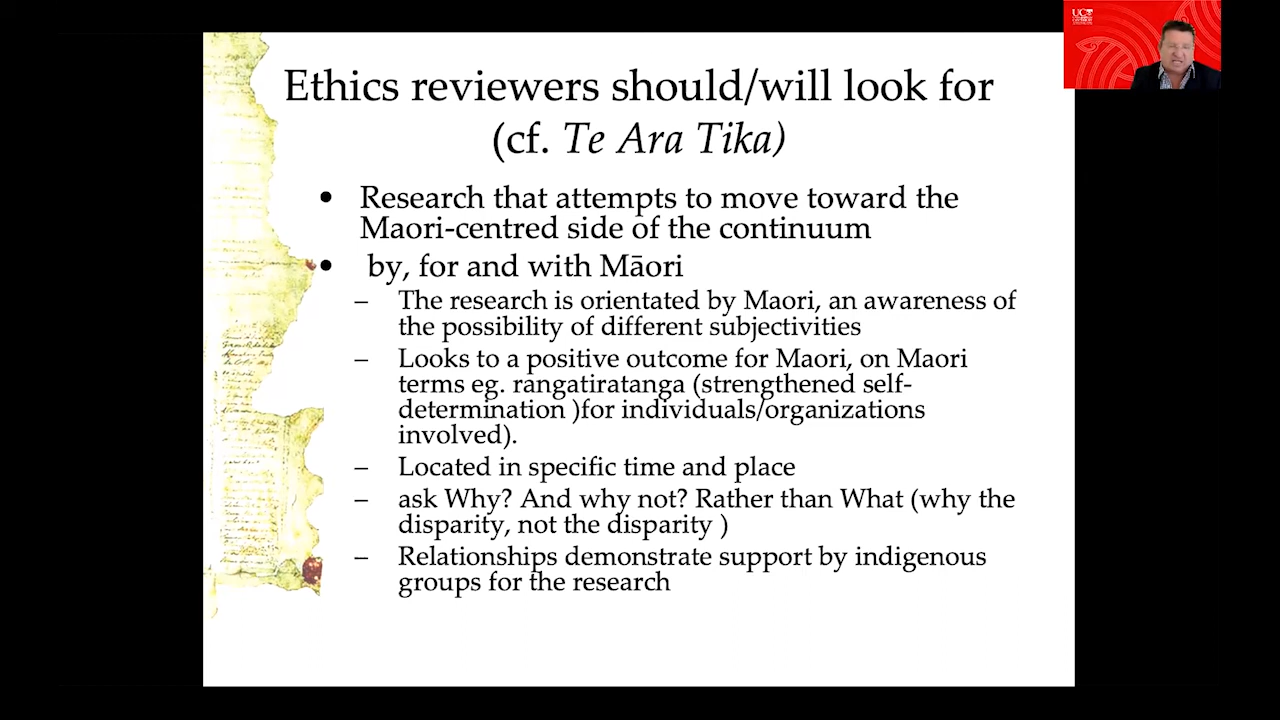 UC
Ethics reviewers should/will look for
(cf. Te Ara Tika)
• Research that attempts to move toward the
Maori-centred side of the continuum
• by, for and with Māori
– The research is orientated by Maori, an awareness of
the possibility of different subjectivities
– Looks to a positive outcome for Maori, on Maori
terms eg. rangatiratanga (strengthened self-
determination )for individuals/organizations
involved).
– Located in specific time and place
– ask Why? And why not? Rather than What (why the
disparity, not the disparity )
– Relationships demonstrate support by indigenous
groups for the research